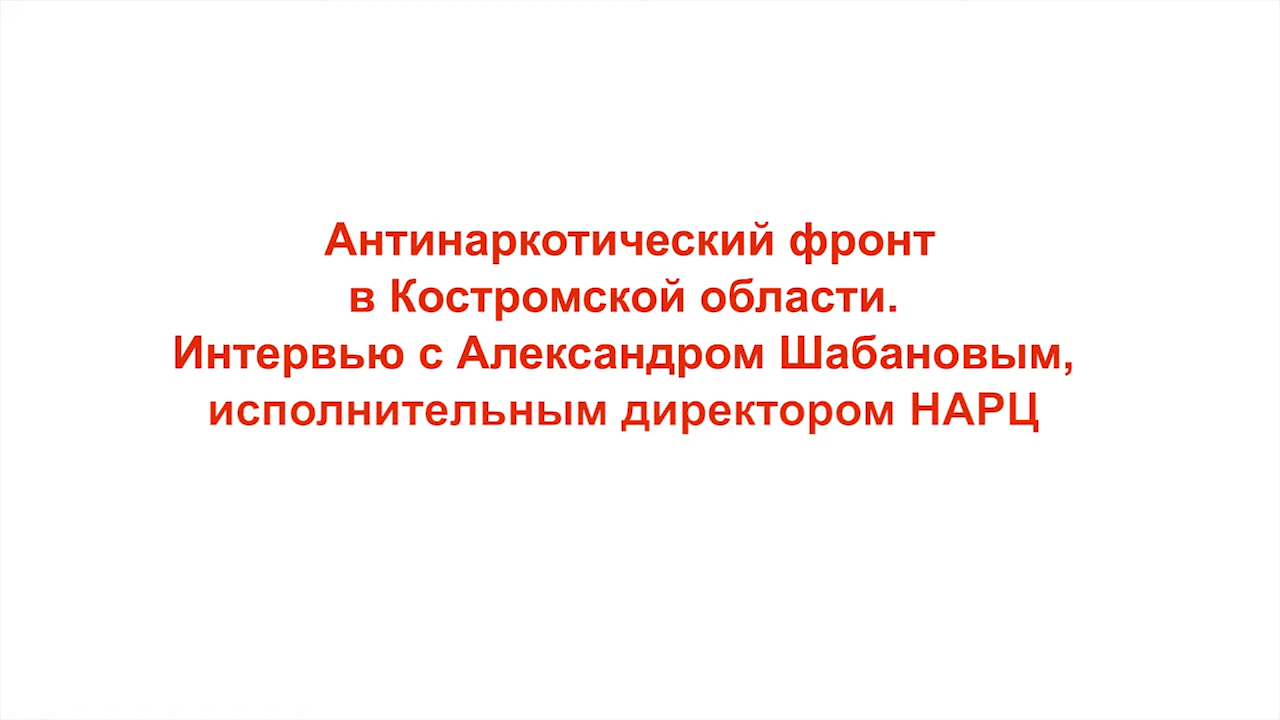 Антинаркотический фронт
в Костромской области.
Интервью с Александром Шабановым,
исполнительным директором НАРЦ